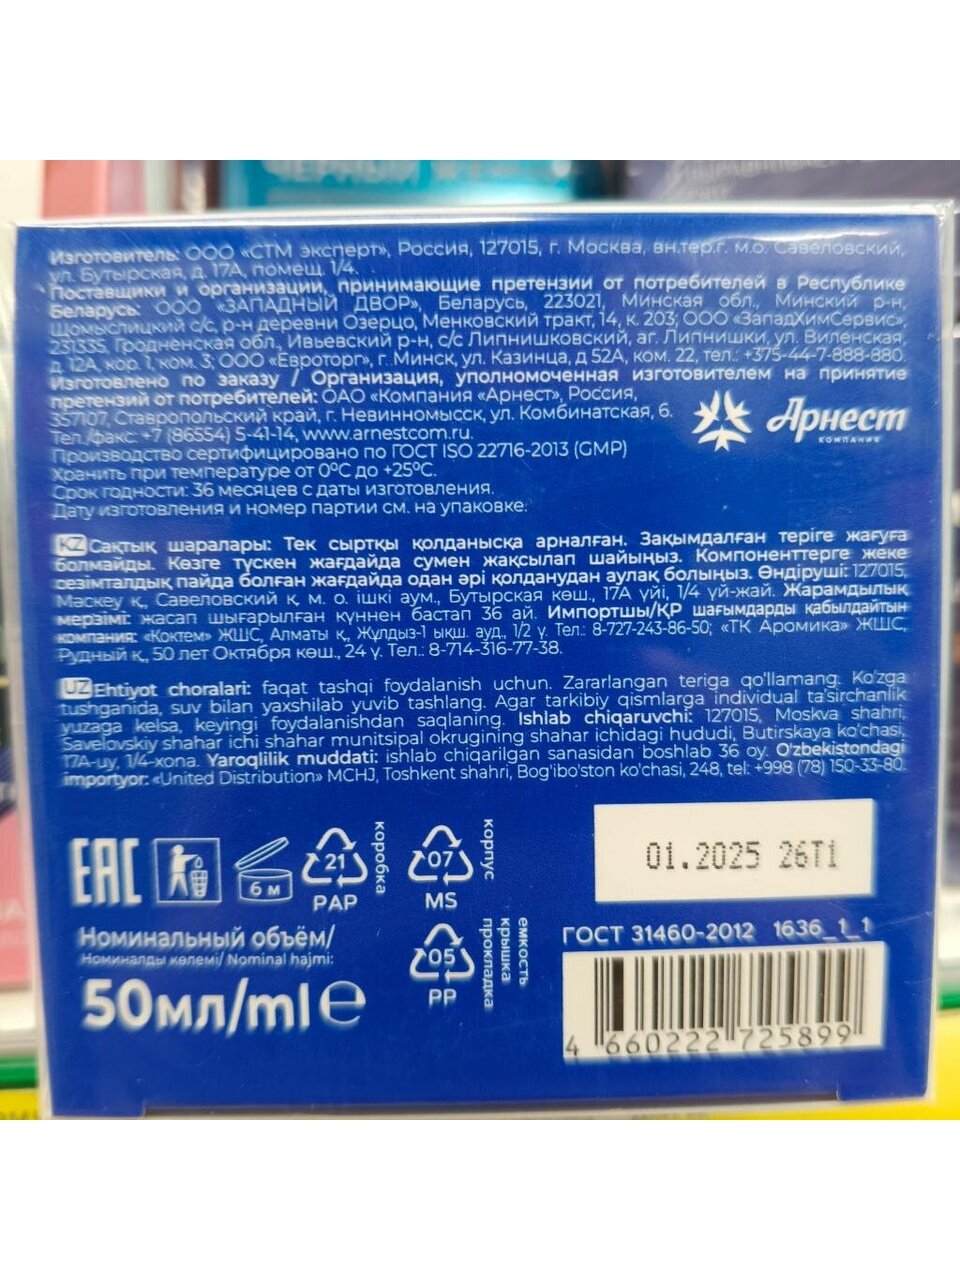 Изготовитель: ООО «СТМ эксперт», Россия, 127015, г. Москва, вн.тер.г. м.о. Савеловский,
ул. Бутырская, д. 17А, помещ. 1/4.
Поставщики и организации, принимающие претензии от потребителей в Республике
Беларусь: ООО «ЗАПАДНЫЙ ДВОР», Беларусь, 223021, Минская обл., Минский р-н,
Щомыслицкий с/с, р-н деревни Озерцо, Менковский тракт, 14, к. 203; ООО «ЗападХимСервис»,
231335, Гродненская обл., Ивьевский р-н, с/с Липнишковский, аг. Липнишки, ул. Виленская,
д. 12А, кор. 1, ком. 3; ООО «Евроторг», г. Минск, ул. Казинца, д 52А, ком. 22, тел.: +375-44-7-888-880.
Изготовлено по заказу / Организация, уполномоченная изготовителем на принятие
претензий от потребителей: ОАО «Компания «Арнест», Россия,
357107, Ставропольский край, г. Невинномысск, ул. Комбинатская, 6.
Тел./факс: +7 (86554) 5-41-14, www.arnestcom.ru.
Производство сертифицировано по ГОСТ ISO 22716-2013 (GMP)
Хранить при температуре от 0°С до +25°С.
Срок годности: 36 месяцев с даты изготовления.
Дату изготовления и номер партии см. на упаковке.
Арнест
КОМПАНИЯ
KZ Сақтық шаралары: Тек сыртқы қолданысқа арналған. Зақымдалған теріге жағуға
болмайды. Көзге түскен жағдайда сумен жақсылап шайыңыз. Компоненттерге жеке
сезімталдық пайда болған жағдайда одан әрі қолданудан аулақ болыңыз. Өндіруші: 127015,
Мәскеу қ., Савеловский қ. м. о. ішкі аум., Бутырская көш., 17А үйі, 1/4 үй-жай. Жарамдылық
мерзімі: жасап шығарылған күннен бастап 36 ай. Импортшы/ҚР шағымдарды қабылдайтын
компания: «Коктем» ЖШС, Алматы қ., Жұлдыз-1 ықш. ауд., 1/2 ү. Тел.: 8-727-243-86-50; «ТК Аромика» ЖШС,
Рудный қ., 50 лет Октября көш., 24 ү. Тел.: 8-714-316-77-38.
UZ Ehtiyot choralari: faqat tashqi foydalanish uchun. Zararlangan teriga qo'llamang. Ko'zga
tushganida, suv bilan yaxshilab yuvib tashlang. Agar tarkibiy qismlarga individual ta'sirchanlik
yuzaga kelsa, keyingi foydalanishdan saqlaning. Ishlab chiqaruvchi: 127015, Moskva shahri,
Savelovskiy shahar ichi shahar munitsipal okrugining shahar ichidagi hududi, Butirskaya ko'chasi,
17A-uy, 1/4-xona. Yaroqlilik muddati: ishlab chiqarilgan sanasidan boshlab 36 oy. O'zbekistondagi
importyor: «United Distribution» MCHJ, Toshkent shahri, Bog'ibo'ston ko'chasi, 248, tel: +998 (78) 150-33-80.
EAC
6 м
21
PAP
коробка
07
MS
корпус
01.2025 26T1
Номинальный объём/
Номиналды көлемі/ Nominal hajmi:
50мл/ml e
05
PP
емкость
крышка
прокладка
ГОСТ 31460-2012 1636_1_1
4 660222 725899